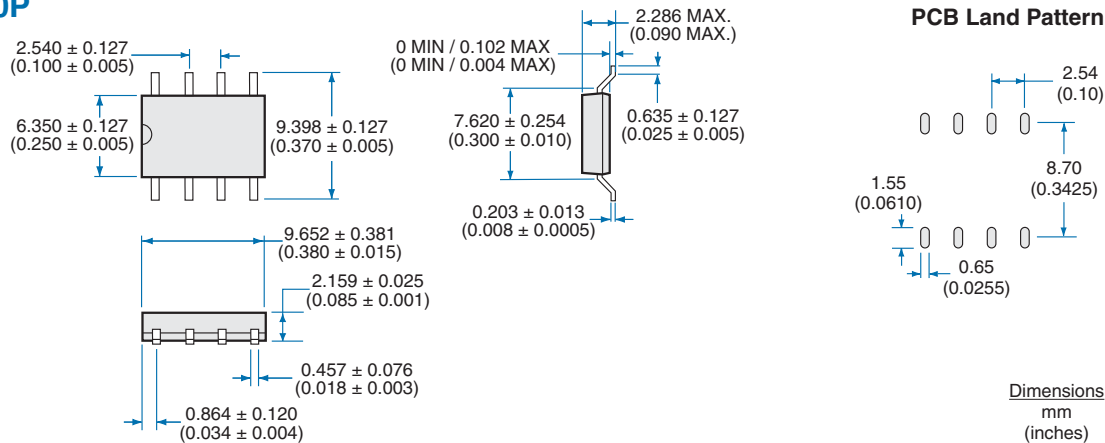 PCB Land Pattern
2.540 ± 0.127
(0.100 ± 0.005)
6.350 ± 0.127
(0.250 ± 0.005)
9.398 ± 0.127
(0.370 ± 0.005)
9.652 ± 0.381
(0.380 ± 0.015)
2.159 ± 0.025
(0.085 ± 0.001)
0.457 ± 0.076
(0.018 ± 0.003)
0.864 ± 0.120
(0.034 ± 0.004)
2.286 MAX.
(0.090 MAX.)
0 MIN / 0.102 MAX
(0 MIN / 0.004 MAX)
7.620 ± 0.254
(0.300 ± 0.010)
0.635 ± 0.127
(0.025 ± 0.005)
0.203 ± 0.013
(0.008 ± 0.0005)
2.54
(0.10)
8.70
(0.3425)
1.55
(0.0610)
0.65
(0.0255)
Dimensions
mm
(inches)